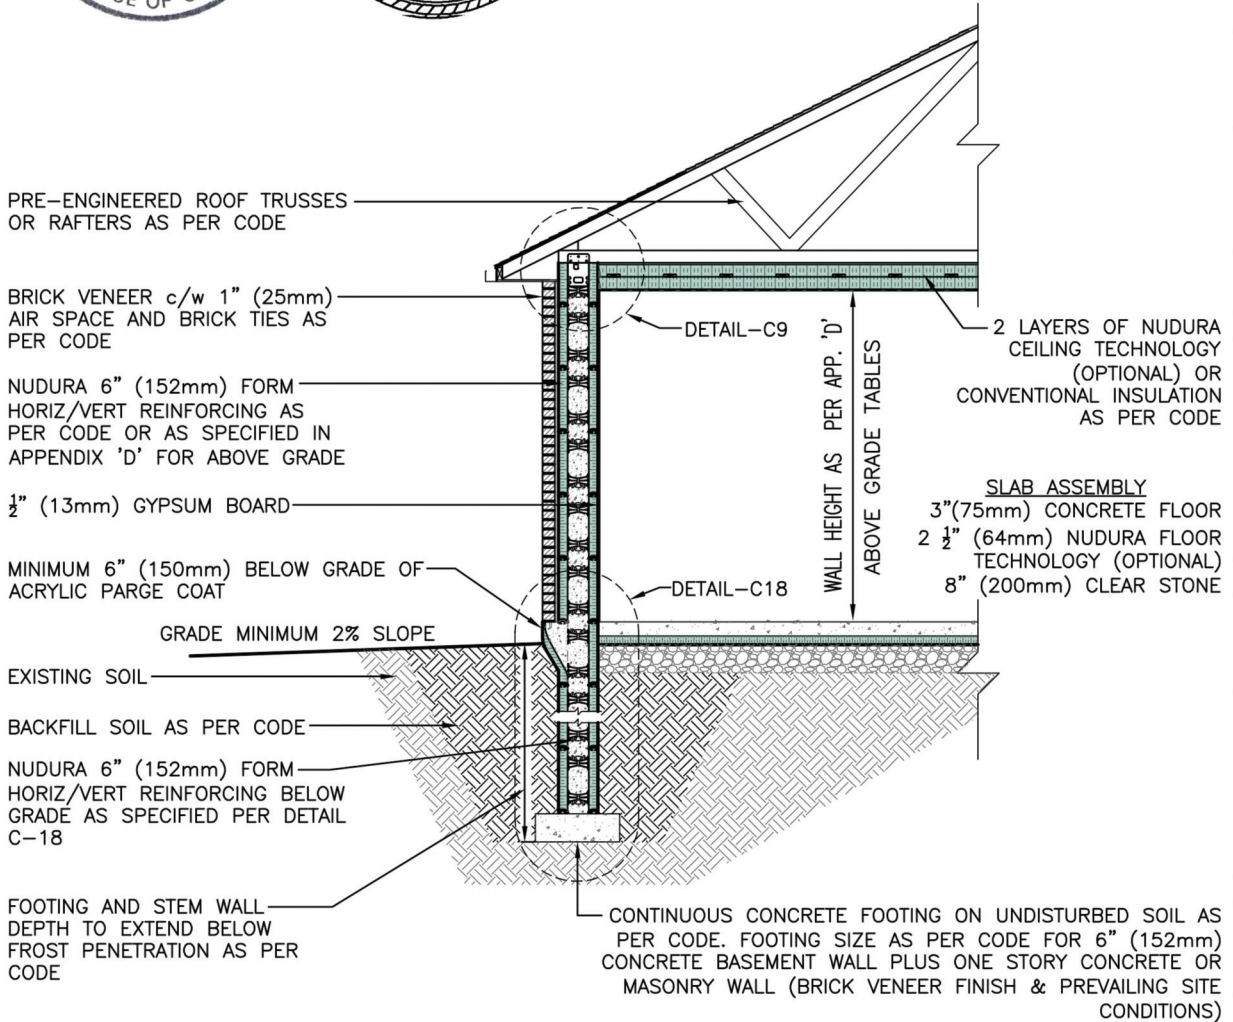 PRE-ENGINEERED ROOF TRUSSES
OR RAFTERS AS PER CODE
BRICK VENEER c/w 1" (25mm)
AIR SPACE AND BRICK TIES AS
PER CODE
NUDURA 6" (152mm) FORM
HORIZ/VERT REINFORCING AS
PER CODE OR AS SPECIFIED IN
APPENDIX 'D' FOR ABOVE GRADE
½" (13mm) GYPSUM BOARD
MINIMUM 6" (150mm) BELOW GRADE OF
ACRYLIC PARGE COAT
GRADE MINIMUM 2% SLOPE
EXISTING SOIL
BACKFILL SOIL AS PER CODE
NUDURA 6" (152mm) FORM
HORIZ/VERT REINFORCING BELOW
GRADE AS SPECIFIED PER DETAIL
C-18
FOOTING AND STEM WALL
DEPTH TO EXTEND BELOW
FROST PENETRATION AS PER
CODE
DETAIL-C9
DETAIL-C18
WALL HEIGHT AS PER APP. 'D'
ABOVE GRADE TABLES
2 LAYERS OF NUDURA
CEILING TECHNOLOGY
(OPTIONAL) OR
CONVENTIONAL INSULATION
AS PER CODE
SLAB ASSEMBLY
3"(75mm) CONCRETE FLOOR
2 ½" (64mm) NUDURA FLOOR
TECHNOLOGY (OPTIONAL)
8" (200mm) CLEAR STONE
CONTINUOUS CONCRETE FOOTING ON UNDISTURBED SOIL AS
PER CODE. FOOTING SIZE AS PER CODE FOR 6" (152mm)
CONCRETE BASEMENT WALL PLUS ONE STORY CONCRETE OR
MASONRY WALL (BRICK VENEER FINISH & PREVAILING SITE
CONDITIONS)